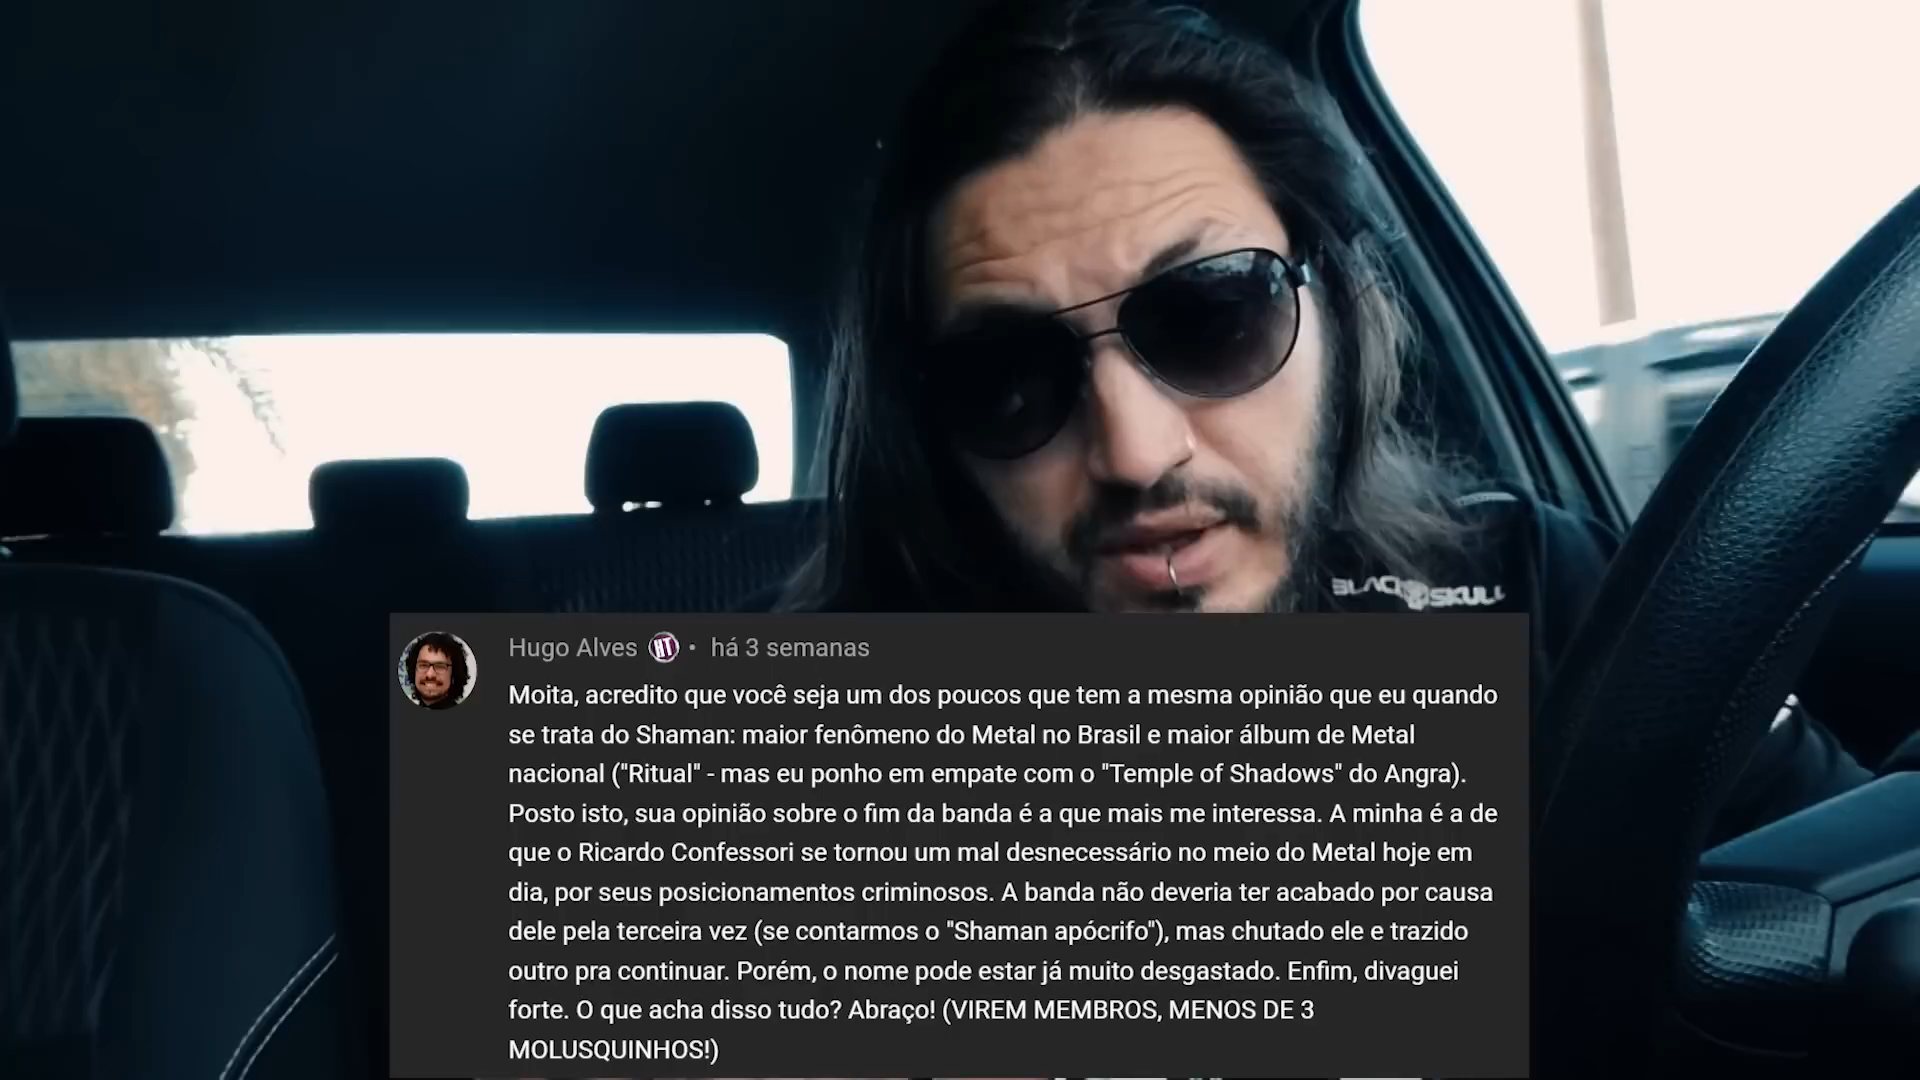 BLACK SKULL
Hugo Alves HT • há 3 semanas
Moita, acredito que você seja um dos poucos que tem a mesma opinião que eu quando
se trata do Shaman: maior fenômeno do Metal no Brasil e maior álbum de Metal
nacional ("Ritual" - mas eu ponho em empate com o "Temple of Shadows" do Angra).
Posto isto, sua opinião sobre o fim da banda é a que mais me interessa. A minha é a de
que o Ricardo Confessori se tornou um mal desnecessário no meio do Metal hoje em
dia, por seus posicionamentos criminosos. A banda não deveria ter acabado por causa
dele pela terceira vez (se contarmos o "Shaman apócrifo"), mas chutado ele e trazido
outro pra continuar. Porém, o nome pode estar já muito desgastado. Enfim, divaguei
forte. O que acha disso tudo? Abraço! (VIREM MEMBROS, MENOS DE 3
MOLUSQUINHOS!)